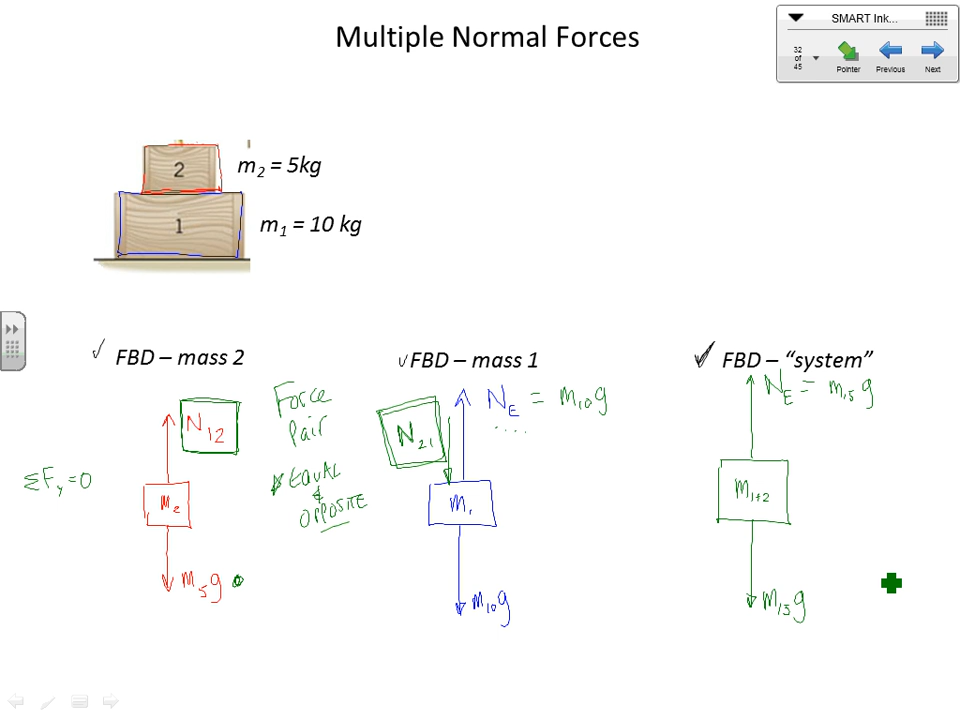 Multiple Normal Forces
SMART Ink...
32
of
45
Pointer
Previous
Next
2
m2 = 5kg
1
m1 = 10 kg
FBD – mass 2
FBD – mass 1
FBD – “system”
N12
Force
Pair
N21
NE = m10g
....
NE = m15g
ΣFy=0
EQUAL
&
OPPOSITE
m2
m1
m1+2
m5g
m10g
m15g